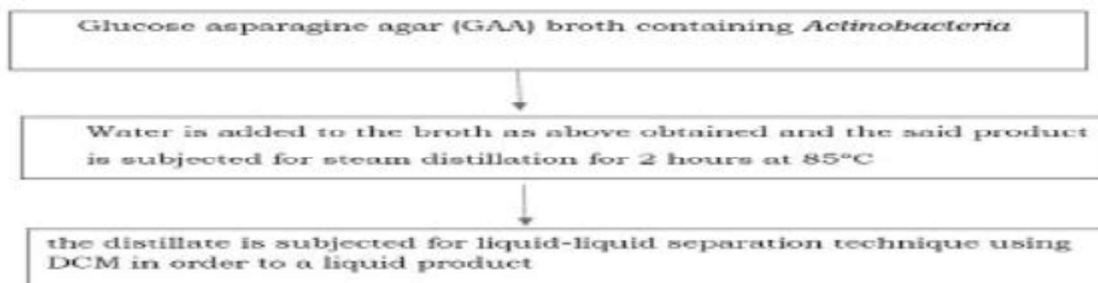 Glucose asparagine agar (GAA) broth containing Actinobacteria
Water is added to the broth as above obtained and the said product
is subjected for steam distillation for 2 hours at 85°C
the distillate is subjected for liquid-liquid separation technique using
DCM in order to a liquid product